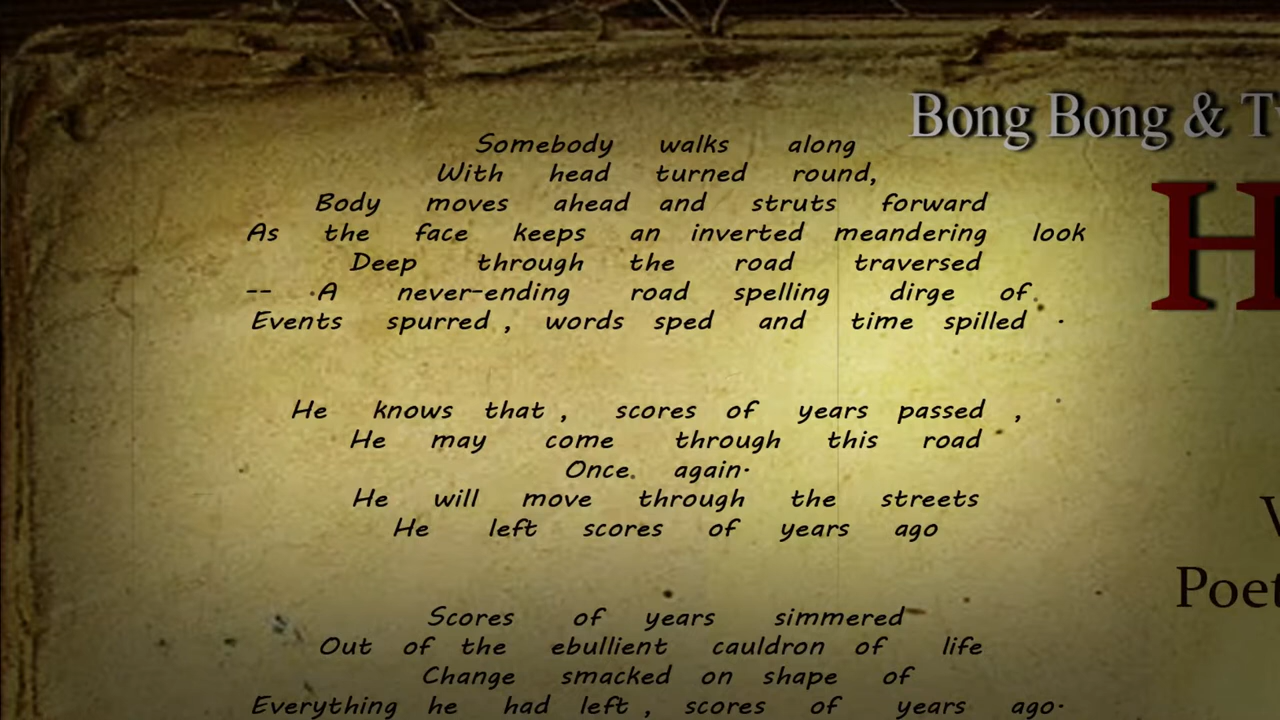 Bong Bong &
H
Somebody walks along
With head turned round,
Body moves ahead and struts forward
As the face keeps an inverted meandering look
Deep through the road traversed
-- A never-ending road spelling dirge of
Events spurred , words sped and time spilled .
He knows that , scores of years passed ,
He may come through this road
Once again.
He will move through the streets
He left scores of years ago
Poet
Scores of years simmered
Out of the ebullient cauldron of life
Change smacked on shape of
Everything he had left , scores of years ago.